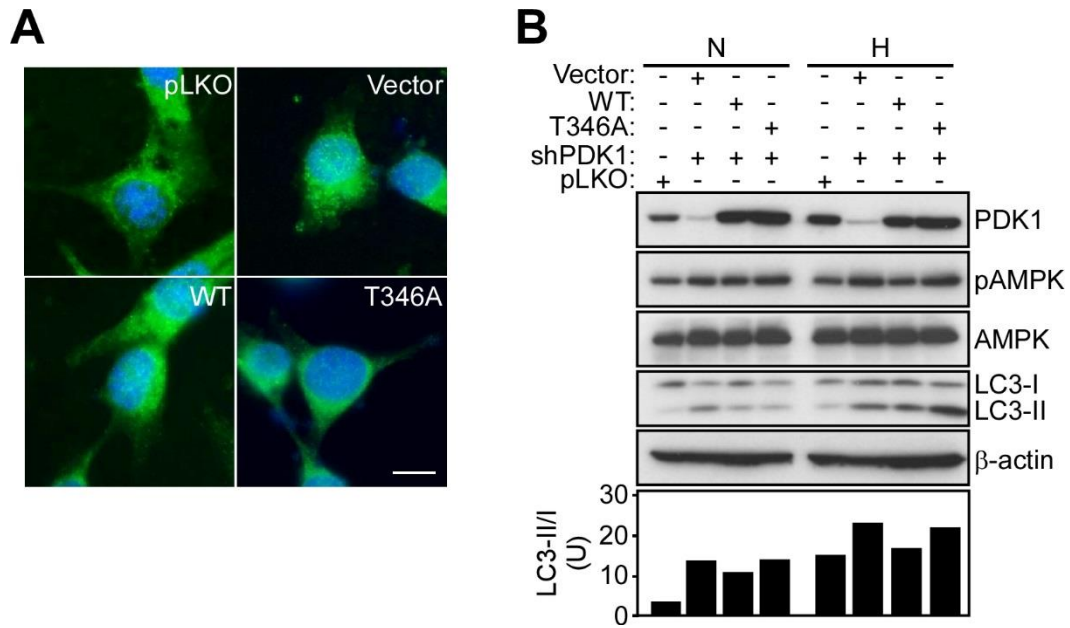 A
pLKO
Vector
WT
T346A
B
N H
Vector: - + - - - + - -
WT: - - + - - - + -
T346A: - - - + - - - +
shPDK1: - + + + - + + +
pLKO: + - - - + - - -
PDK1
pAMPK
AMPK
LC3-I
LC3-II
β-actin
LC3-II/I
(U)
30
20
10
0